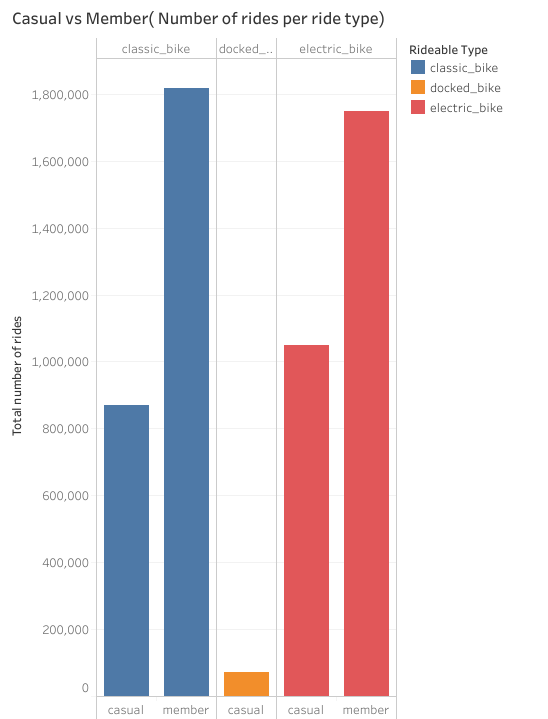 Casual vs Member( Number of rides per ride type)
classic_bike docked_.. electric_bike
Rideable Type
classic_bike
docked_bike
electric_bike
Total number of rides
1,800,000
1,600,000
1,400,000
1,200,000
1,000,000
800,000
600,000
400,000
200,000
0
casual member casual casual member